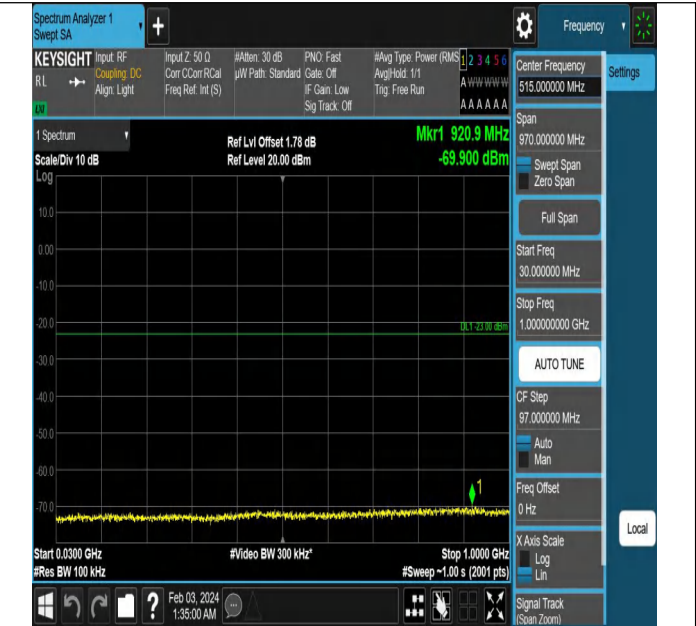 Spectrum Analyzer 1
Swept SA
+
Frequency
KEYSIGHT
RL
LXI
Input: RF
Coupling: DC
Align: Light
Input Z: 50 Ω
Corr CCorr RCal
Freq Ref: Int (S)
#Atten: 30 dB
µW Path: Standard
PNO: Fast
Gate: Off
IF Gain: Low
Sig Track: Off
#Avg Type: Power (RMS
Avg|Hold: 1/1
Trig: Free Run
1 2 3 4 5 6
A W W W W W
A A A A A A
1 Spectrum
Scale/Div 10 dB
Log
Ref Lvl Offset 1.78 dB
Ref Level 20.00 dBm
Mkr1 920.9 MHz
-69.900 dBm
10.0
0.00
-10.0
-20.0
DL1 -23.00 dBm
-30.0
-40.0
-50.0
-60.0
1
-70.0
Start 0.0300 GHz
#Res BW 100 kHz
#Video BW 300 kHz*
Stop 1.0000 GHz
#Sweep ~1.00 s (2001 pts)
?
Feb 03, 2024
1:35:00 AM
Center Frequency
515.000000 MHz
Settings
Span
970.000000 MHz
Swept Span
Zero Span
Full Span
Start Freq
30.000000 MHz
Stop Freq
1.000000000 GHz
AUTO TUNE
CF Step
97.000000 MHz
Auto
Man
Freq Offset
0 Hz
Local
X Axis Scale
Log
Lin
Signal Track
(Span Zoom)